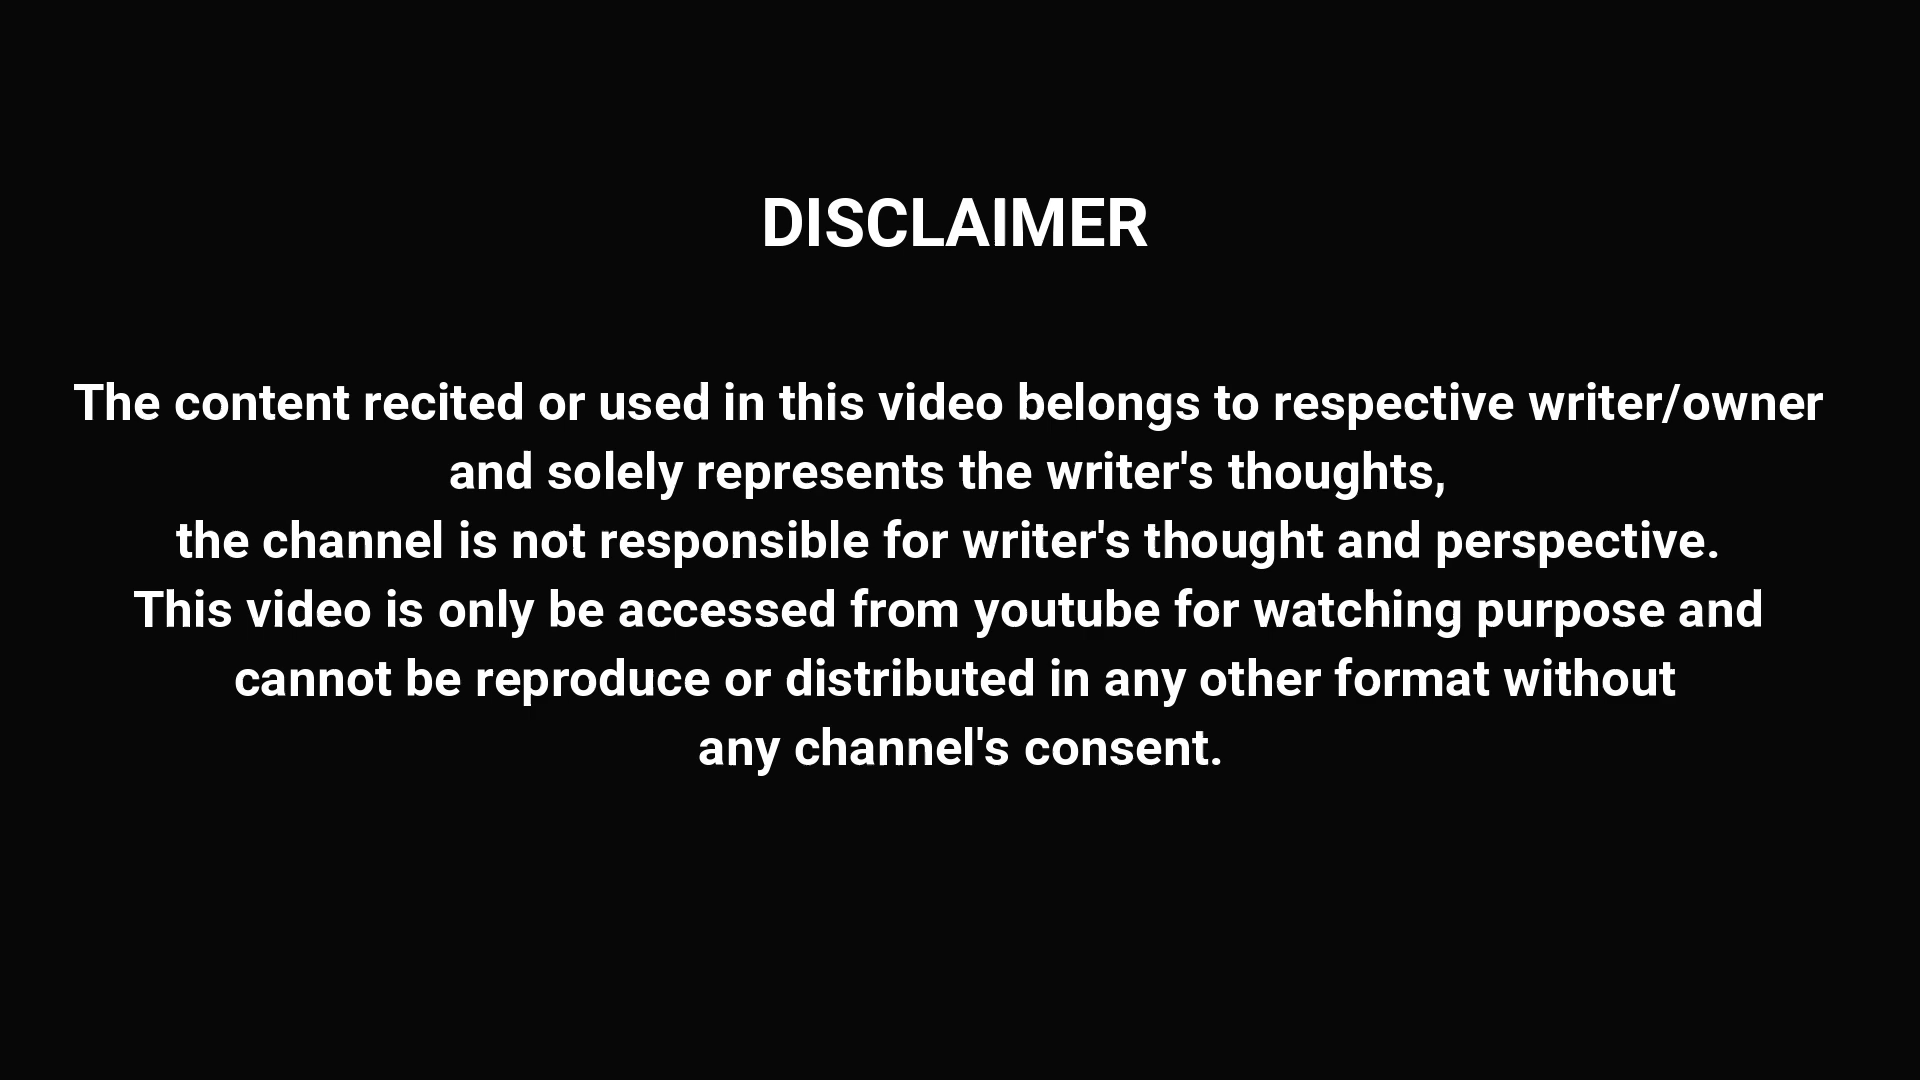 DISCLAIMER
The content recited or used in this video belongs to respective writer/owner
and solely represents the writer's thoughts,
the channel is not responsible for writer's thought and perspective.
This video is only be accessed from youtube for watching purpose and
cannot be reproduce or distributed in any other format without
any channel's consent.